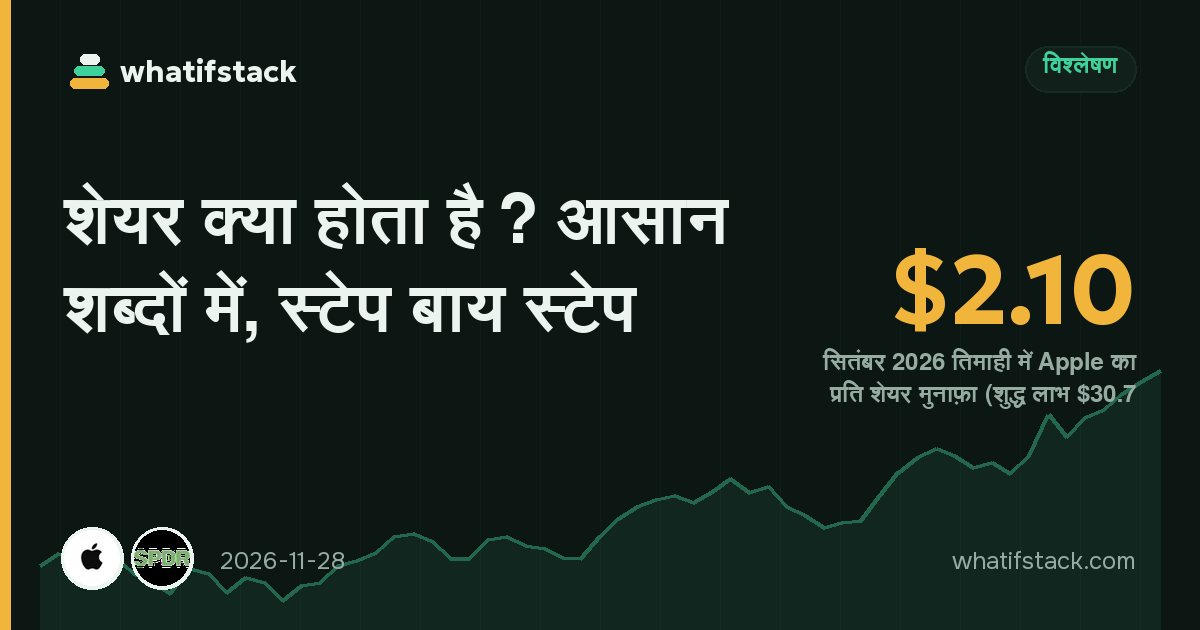 whatifstack
विश्लेषण
शेयर क्या होता है ? आसान
शब्दों में, स्टेप बाय स्टेप
$2.10
सितंबर 2026 तिमाही में Apple का
प्रति शेयर मुनाफ़ा (शुद्ध लाभ $30.7
SPDR
2026-11-28
whatifstack.com